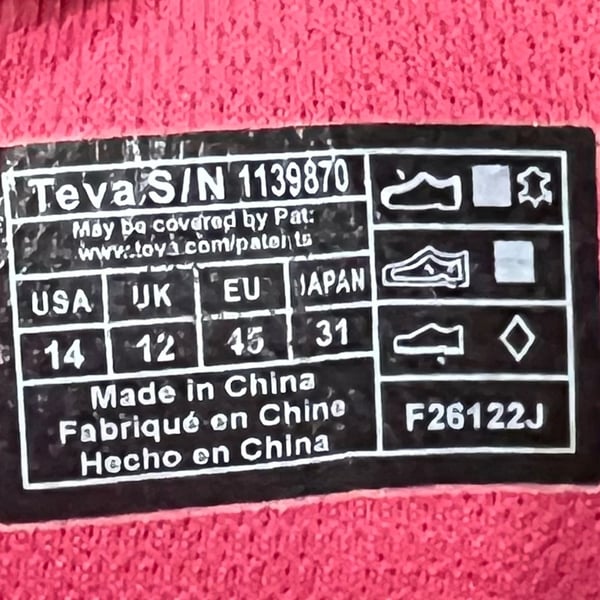 Teva S/N 1139870
May be covered by Pat:
www.teva.com/patents
USA UK EU JAPAN
14 12 45 31
Made in China
Fabriqué en Chine
Hecho en China
F26122J